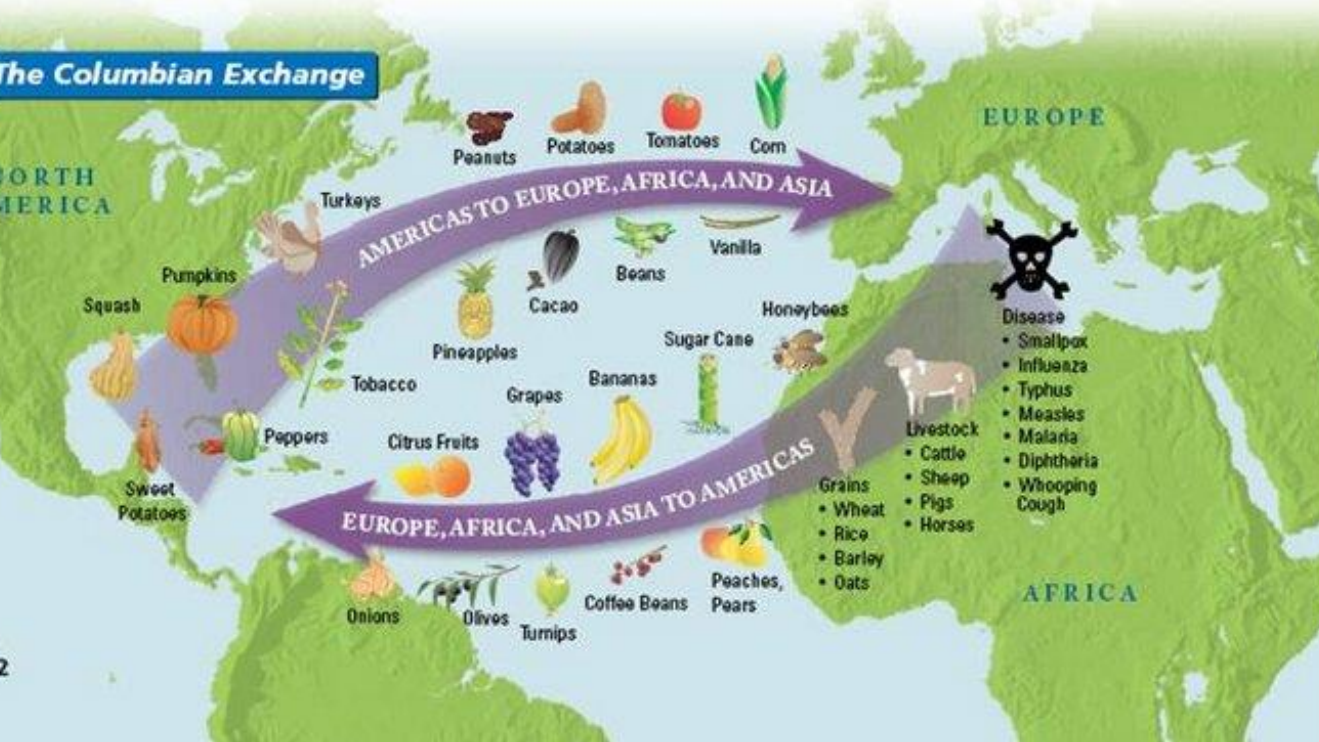 The Columbian Exchange
NORTH
AMERICA
EUROPE
AFRICA
Peanuts
Potatoes
Tomatoes
Corn
AMERICAS TO EUROPE, AFRICA, AND ASIA
Turkeys
Pumpkins
Squash
Pineapples
Cacao
Beans
Vanilla
Tobacco
Peppers
Sweet
Potatoes
Honeybees
Sugar Cane
Bananas
Grapes
Citrus Fruits
EUROPE, AFRICA, AND ASIA TO AMERICAS
Onions
Olives
Turnips
Coffee Beans
Peaches,
Pears
Grains
• Wheat
• Rice
• Barley
• Oats
Livestock
• Cattle
• Sheep
• Pigs
• Horses
Disease
• Smallpox
• Influenza
• Typhus
• Measles
• Malaria
• Diphtheria
• Whooping
Cough
2